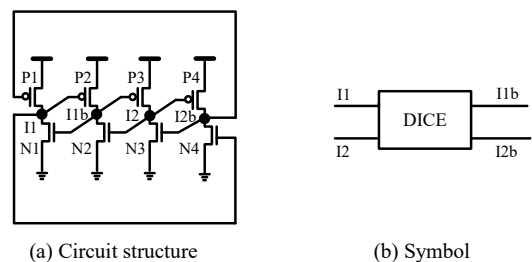 P1 P2 P3 P4
I1 I1b I2 I2b
N1 N2 N3 N4
I1 DICE I1b
I2 I2b
(a) Circuit structure (b) Symbol